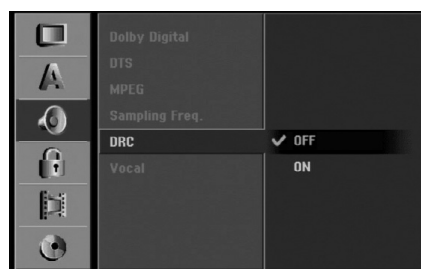 Dolby Digital
DTS
MPEG
Sampling Freq.
DRC
✔ OFF
ON
Vocal